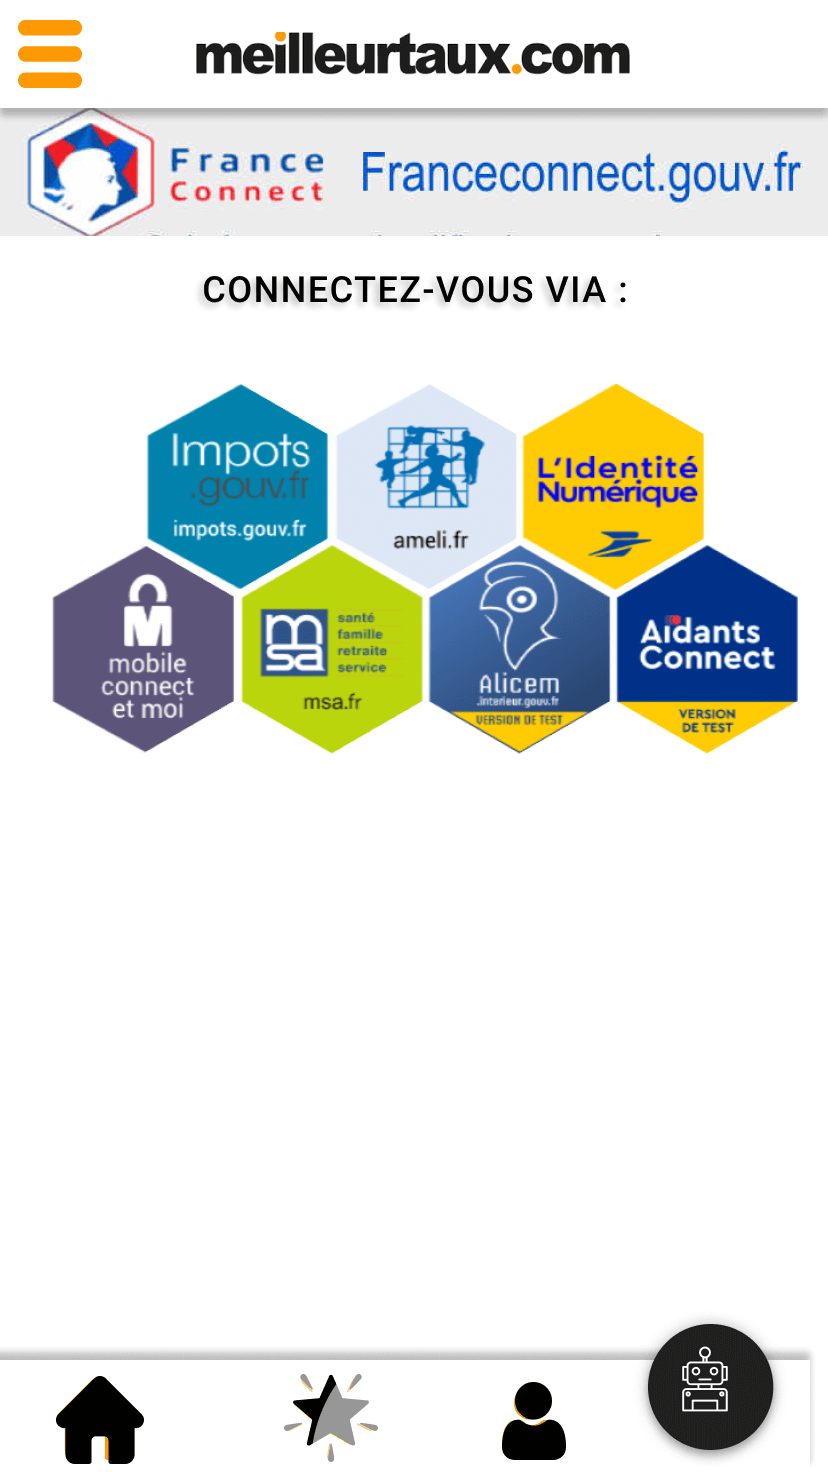 meilleurtaux.com
France
Connect
Franceconnect.gouv.fr
CONNECTEZ-VOUS VIA :
Impots
.gouv.fr
impots.gouv.fr
ameli.fr
L'Identité
Numérique
M
mobile
connect
et moi
msa
santé
famille
retraite
service
msa.fr
Alicem
.interieur.gouv.fr
VERSION DE TEST
Aidants
Connect
VERSION
DE TEST